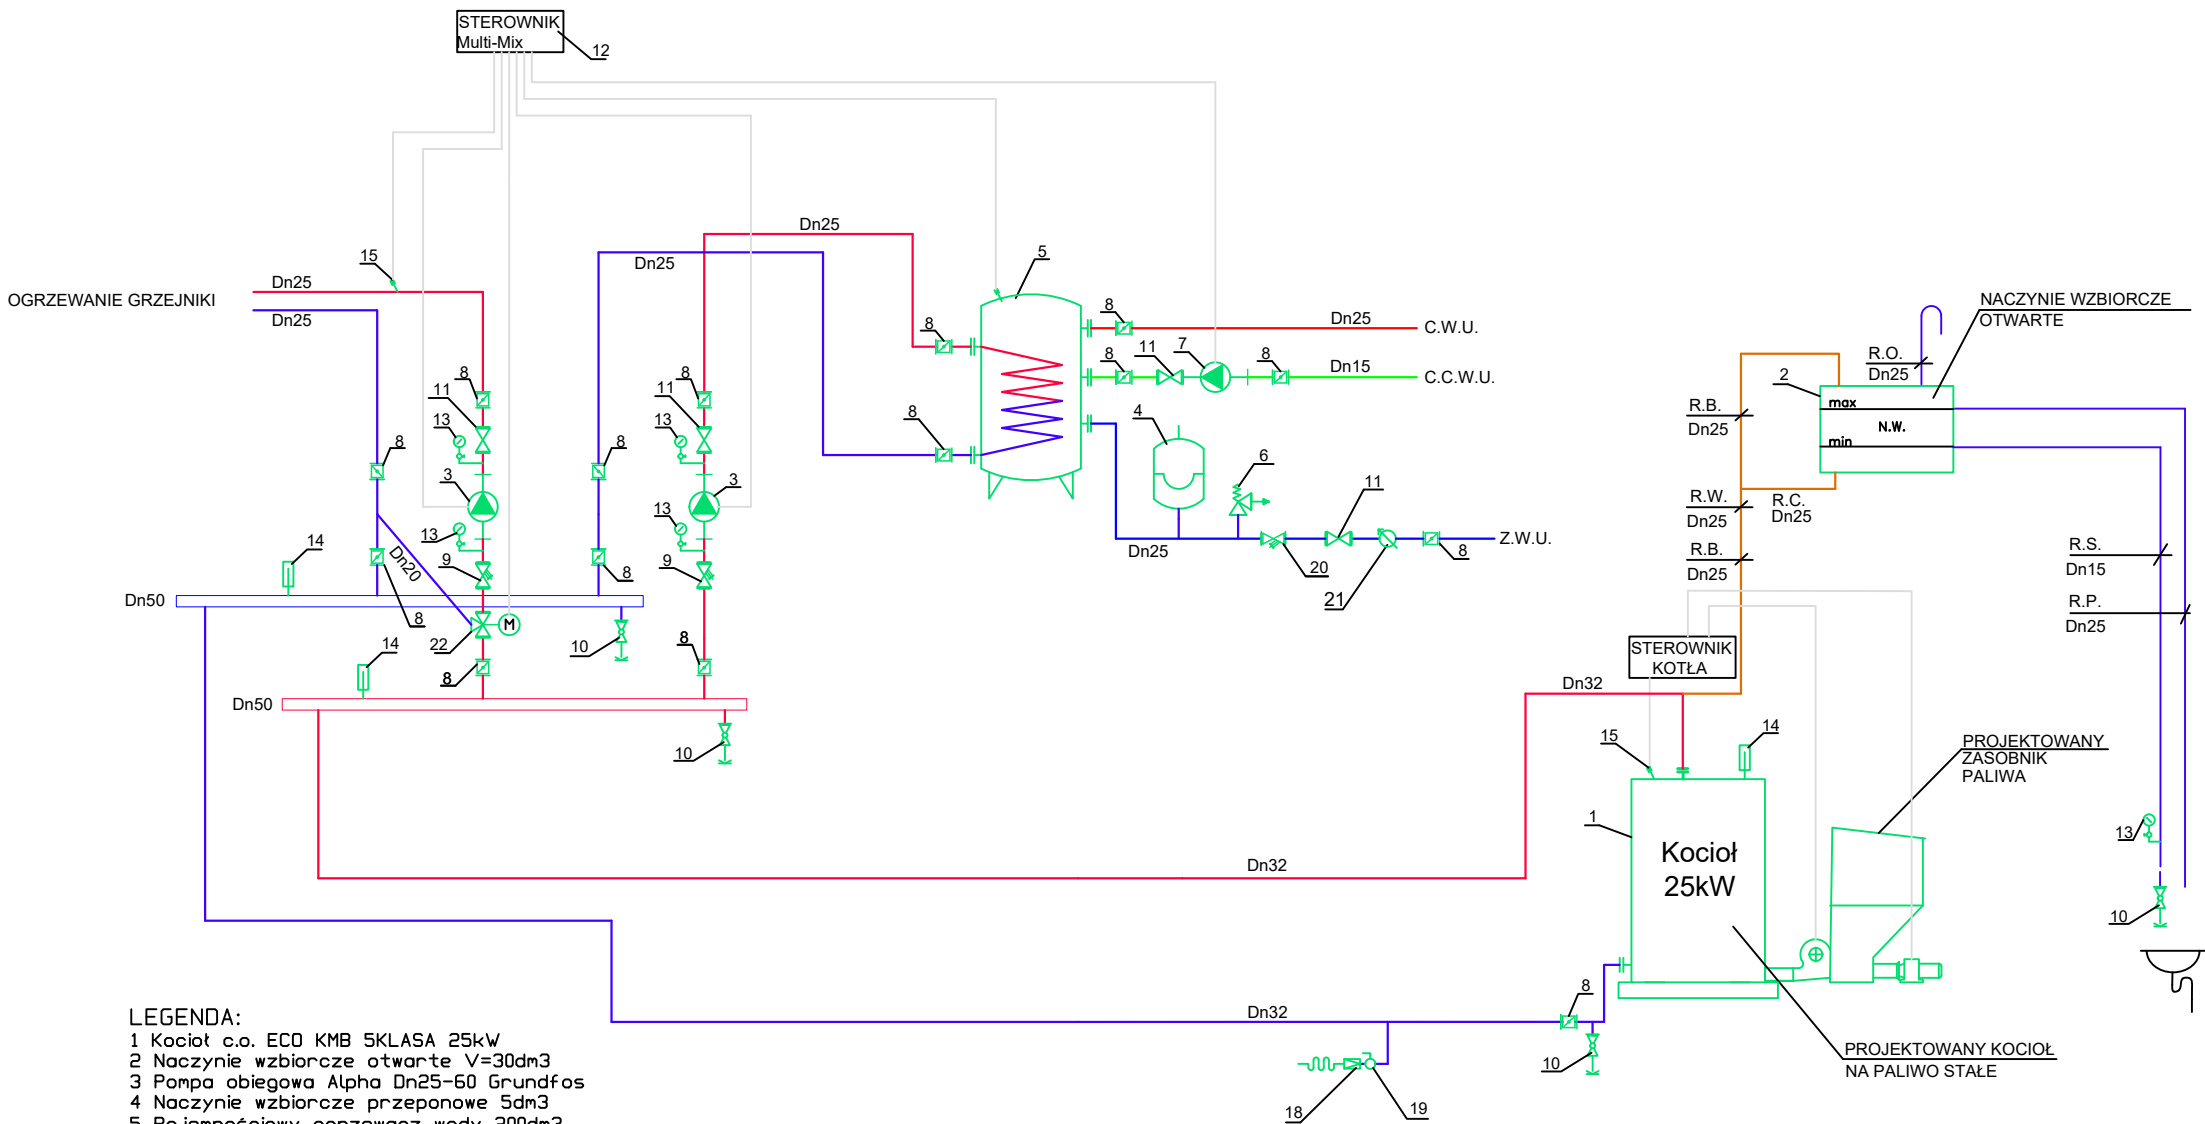 STEROWNIK
Multi-Mix
12
Dn25
Dn25
15
Dn25
OGRZEWANIE GRZEJNIKI
Dn25
5
8
8
Dn25
C.W.U.
8
11
7
8
Dn15
C.C.W.U.
NACZYNIE WZBIORCZE
OTWARTE
R.O.
Dn25
2
max
N.W.
min
R.B.
Dn25
8
11
13
8
11
13
8
8
8
4
6
11
3
3
13
13
R.W.
Dn25
R.C.
Dn25
Dn25
Z.W.U.
8
20
21
R.B.
Dn25
R.S.
Dn15
R.P.
Dn25
14
Dn20
9
8
9
Dn50
8
M
22
10
14
8
8
Dn50
10
STEROWNIK
KOTŁA
Dn32
15
14
PROJEKTOWANY
ZASOBNIK
PALIWA
1
Kocioł
25kW
13
Dn32
10
8
Dn32
10
18
19
PROJEKTOWANY KOCIOŁ
NA PALIWO STAŁE
LEGENDA:
1 Kocioł c.o. ECO KMB 5KLASA 25kW
2 Naczynie wzbiorcze otwarte V=30dm3
3 Pompa obiegowa Alpha Dn25-60 Grundfos
4 Naczynie wzbiorcze przeponowe 5dm3